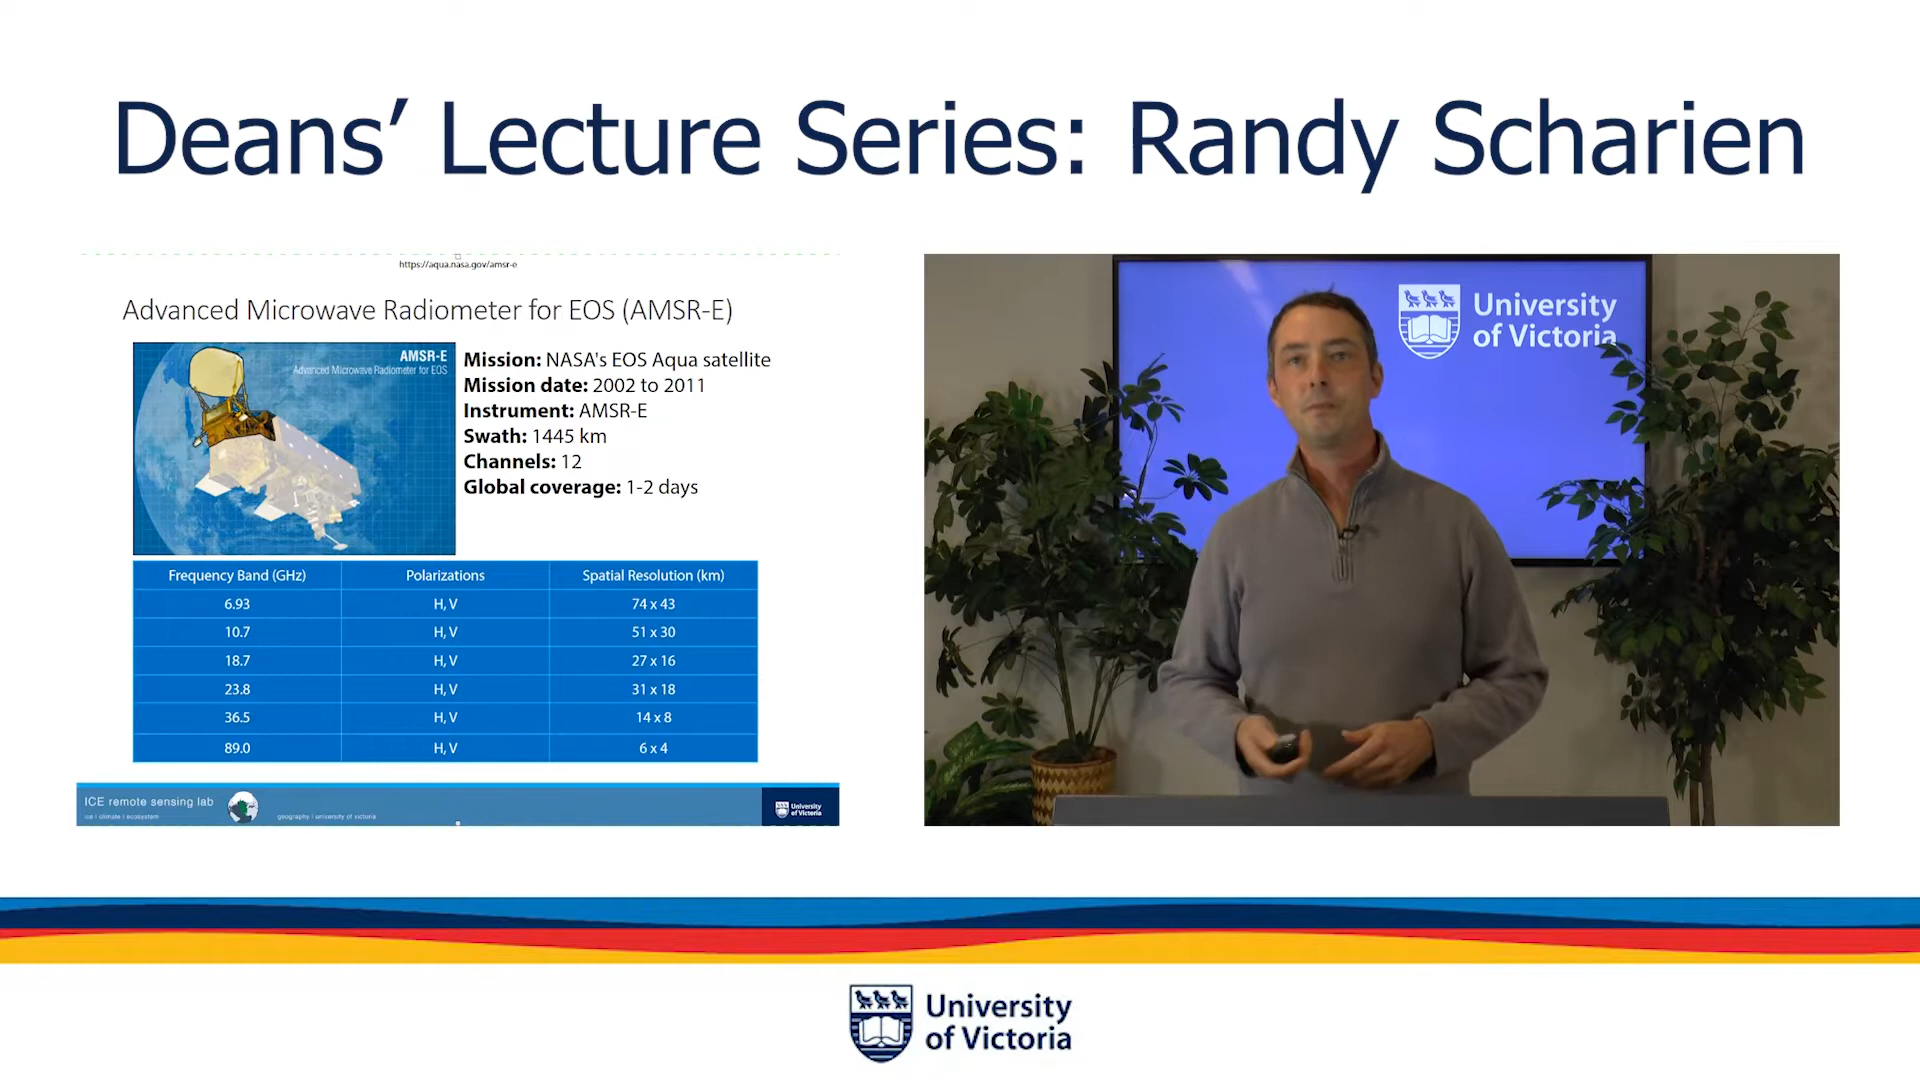 Deans’ Lecture Series: Randy Scharien
https://aqua.nasa.gov/amsr-e
Advanced Microwave Radiometer for EOS (AMSR-E)
AMSR-E
Advanced Microwave Radiometer for EOS
Mission: NASA's EOS Aqua satellite
Mission date: 2002 to 2011
Instrument: AMSR-E
Swath: 1445 km
Channels: 12
Global coverage: 1-2 days
Frequency Band (GHz) Polarizations Spatial Resolution (km)
6.93 H, V 74 x 43
10.7 H, V 51 x 30
18.7 H, V 27 x 16
23.8 H, V 31 x 18
36.5 H, V 14 x 8
89.0 H, V 6 x 4
ICE remote sensing lab
ice | climate | ecosystem
geography | university of victoria
University
of Victoria
University
of Victoria
University
of Victoria